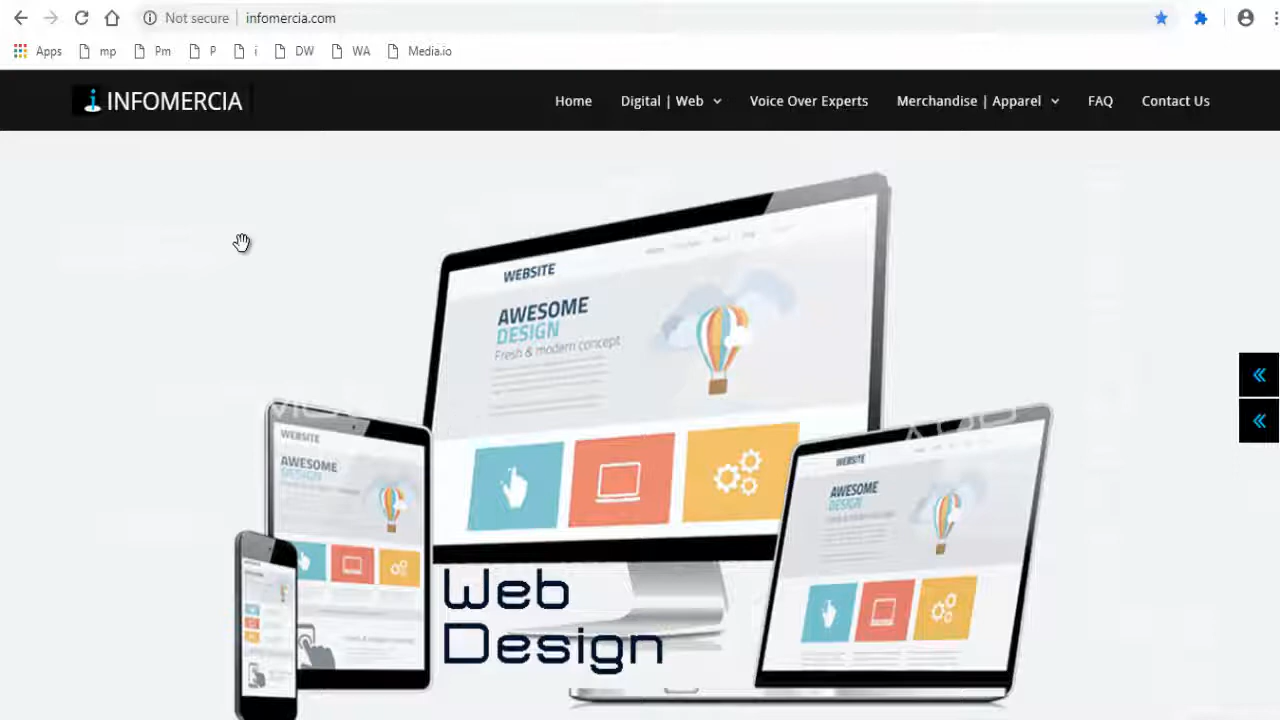 Not secure | infomercia.com
Apps mp Pm P i DW WA Media.io
INFOMERCIA Home Digital | Web Voice Over Experts Merchandise | Apparel FAQ Contact Us
WEBSITE
AWESOME
DESIGN
Fresh & modern concept
WEBSITE
AWESOME
DESIGN
WEBSITE
AWESOME
DESIGN
Web
Design